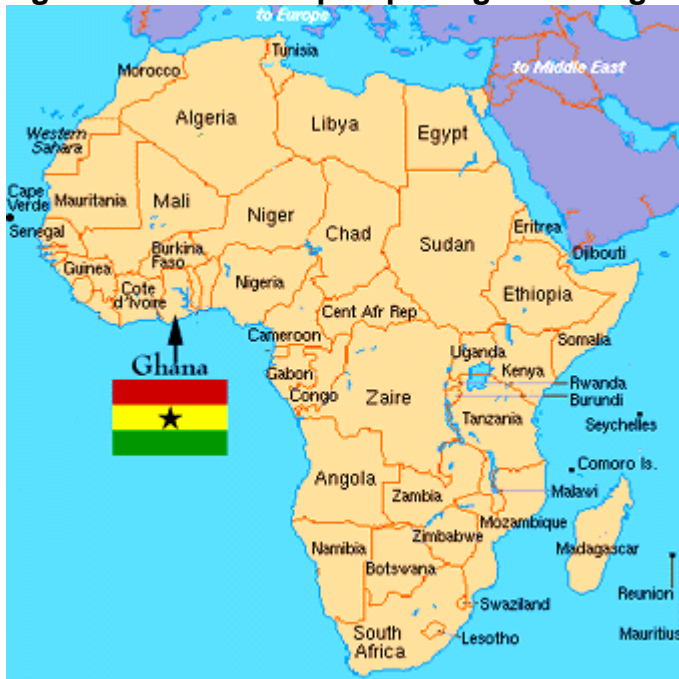 to Europe
Tunisia
to Middle East
Morocco
Algeria
Libya
Egypt
Western
Sahara
Cape
Verde
Mauritania
Mali
Niger
Chad
Sudan
Eritrea
Senegal
Burkina
Faso
Djibouti
Guinea
Cote
d'Ivoire
Nigeria
Ethiopia
Cent Afr Rep
Cameroon
Somalia
Uganda
Kenya
Ghana
Gabon
Congo
Zaire
Rwanda
Burundi
Tanzania
Seychelles
Comoro Is.
Angola
Zambia
Malawi
Mozambique
Zimbabwe
Madagascar
Namibia
Botswana
Reunion
Swaziland
South
Africa
Lesotho
Mauritius